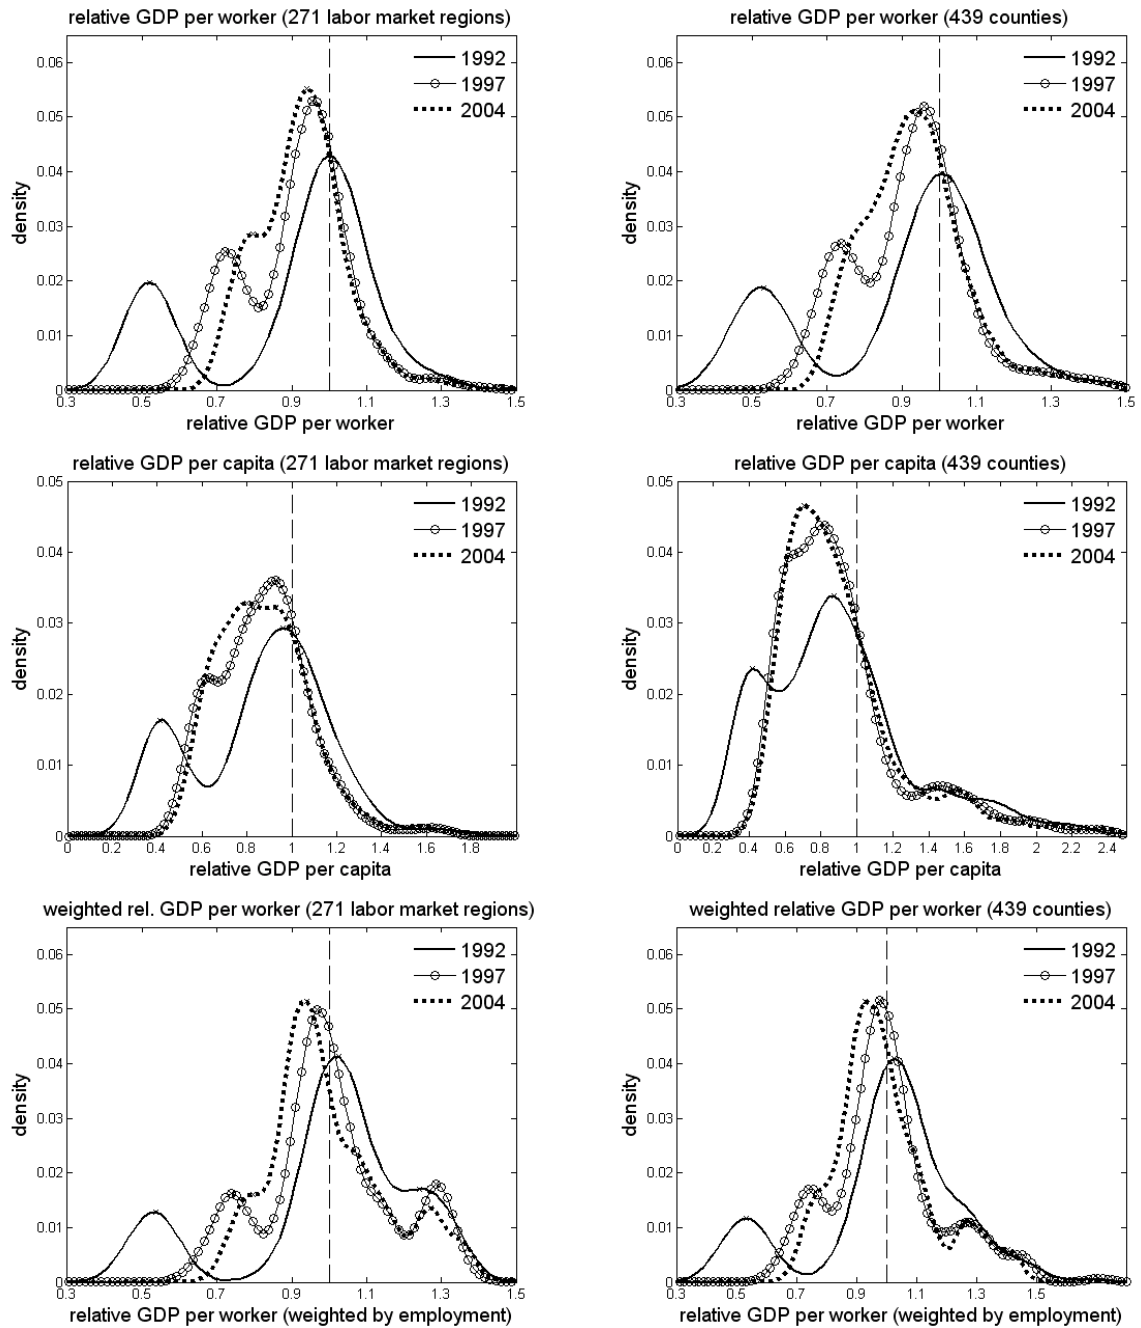 relative GDP per worker (271 labor market regions)
0.06
0.05
0.04
0.03
0.02
0.01
0
density
1992
1997
2004
0.3 0.5 0.7 0.9 1.1 1.3 1.5
relative GDP per worker
relative GDP per worker (439 counties)
0.06
0.05
0.04
0.03
0.02
0.01
0
density
1992
1997
2004
0.3 0.5 0.7 0.9 1.1 1.3 1.5
relative GDP per worker
relative GDP per capita (271 labor market regions)
0.05
0.04
0.03
0.02
0.01
0
density
1992
1997
2004
0 0.2 0.4 0.6 0.8 1 1.2 1.4 1.6 1.8
relative GDP per capita
relative GDP per capita (439 counties)
0.05
0.04
0.03
0.02
0.01
0
density
1992
1997
2004
0 0.2 0.4 0.6 0.8 1 1.2 1.4 1.6 1.8 2 2.2 2.4
relative GDP per capita
weighted rel. GDP per worker (271 labor market regions)
0.06
0.05
0.04
0.03
0.02
0.01
0
density
1992
1997
2004
0.3 0.5 0.7 0.9 1.1 1.3 1.5
relative GDP per worker (weighted by employment)
weighted relative GDP per worker (439 counties)
0.06
0.05
0.04
0.03
0.02
0.01
0
density
1992
1997
2004
0.3 0.5 0.7 0.9 1.1 1.3 1.5 1.7
relative GDP per worker (weighted by employment)